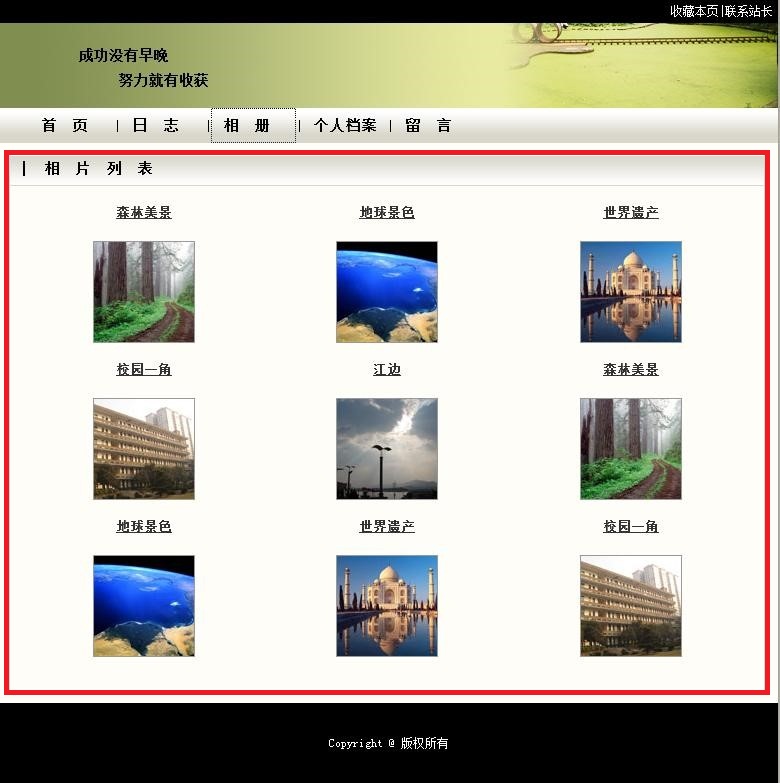 收藏本页|联系站长
成功没有早晚
努力就有收获
首 页 | 日 志 | 相 册 | 个人档案 | 留 言
| 相 片 列 表
森林美景 地球景色 世界遗产
校园一角 江边 森林美景
地球景色 世界遗产 校园一角
Copyright @ 版权所有